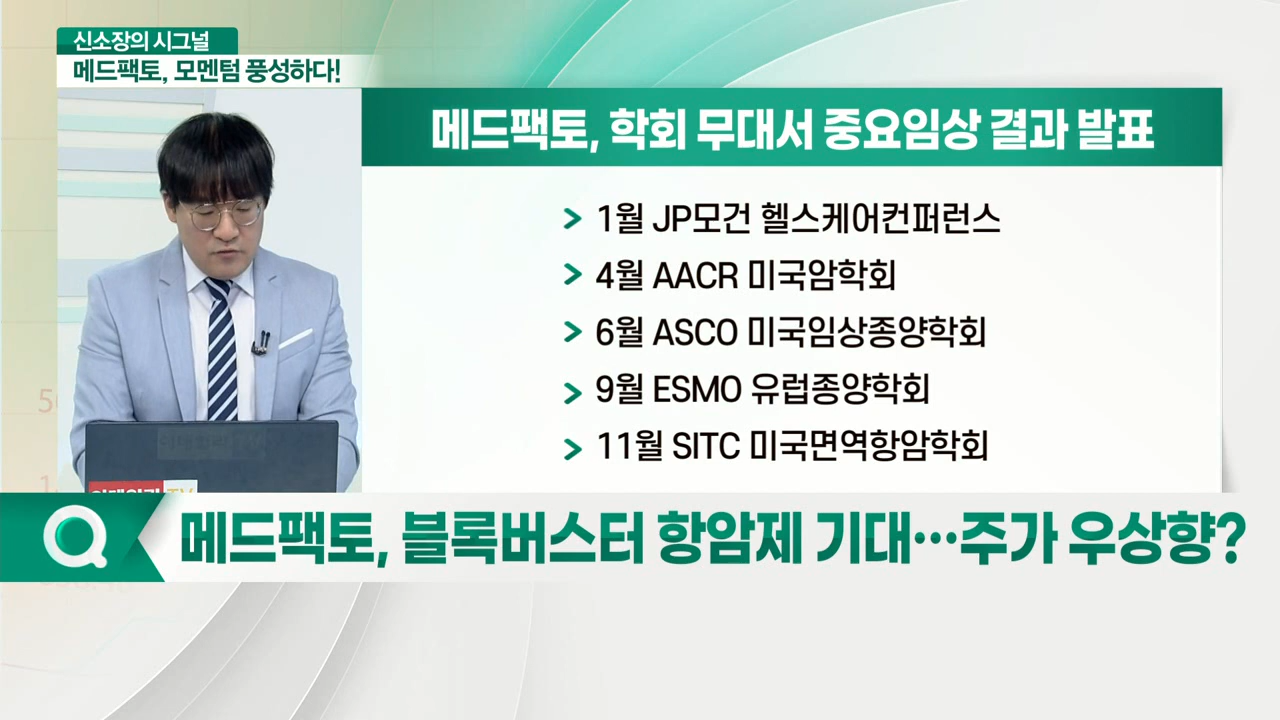 신소장의 시그널
메드팩토, 모멘텀 풍성하다!
메드팩토, 학회 무대서 중요임상 결과 발표
> 1월 JP모건 헬스케어컨퍼런스
> 4월 AACR 미국암학회
> 6월 ASCO 미국임상종양학회
> 9월 ESMO 유럽종양학회
> 11월 SITC 미국면역항암학회
메드팩토, 블록버스터 항암제 기대…주가 우상향?